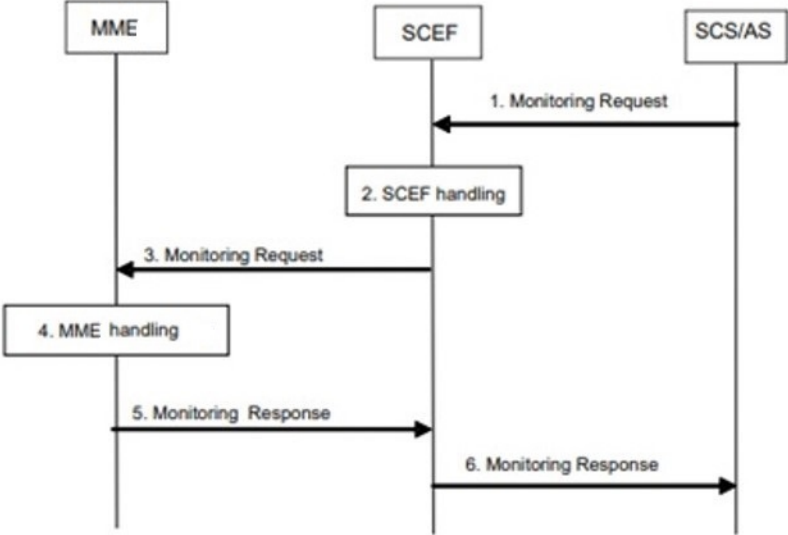 MME
SCEF
SCS/AS
1. Monitoring Request
2. SCEF handling
3. Monitoring Request
4. MME handling
5. Monitoring Response
6. Monitoring Response